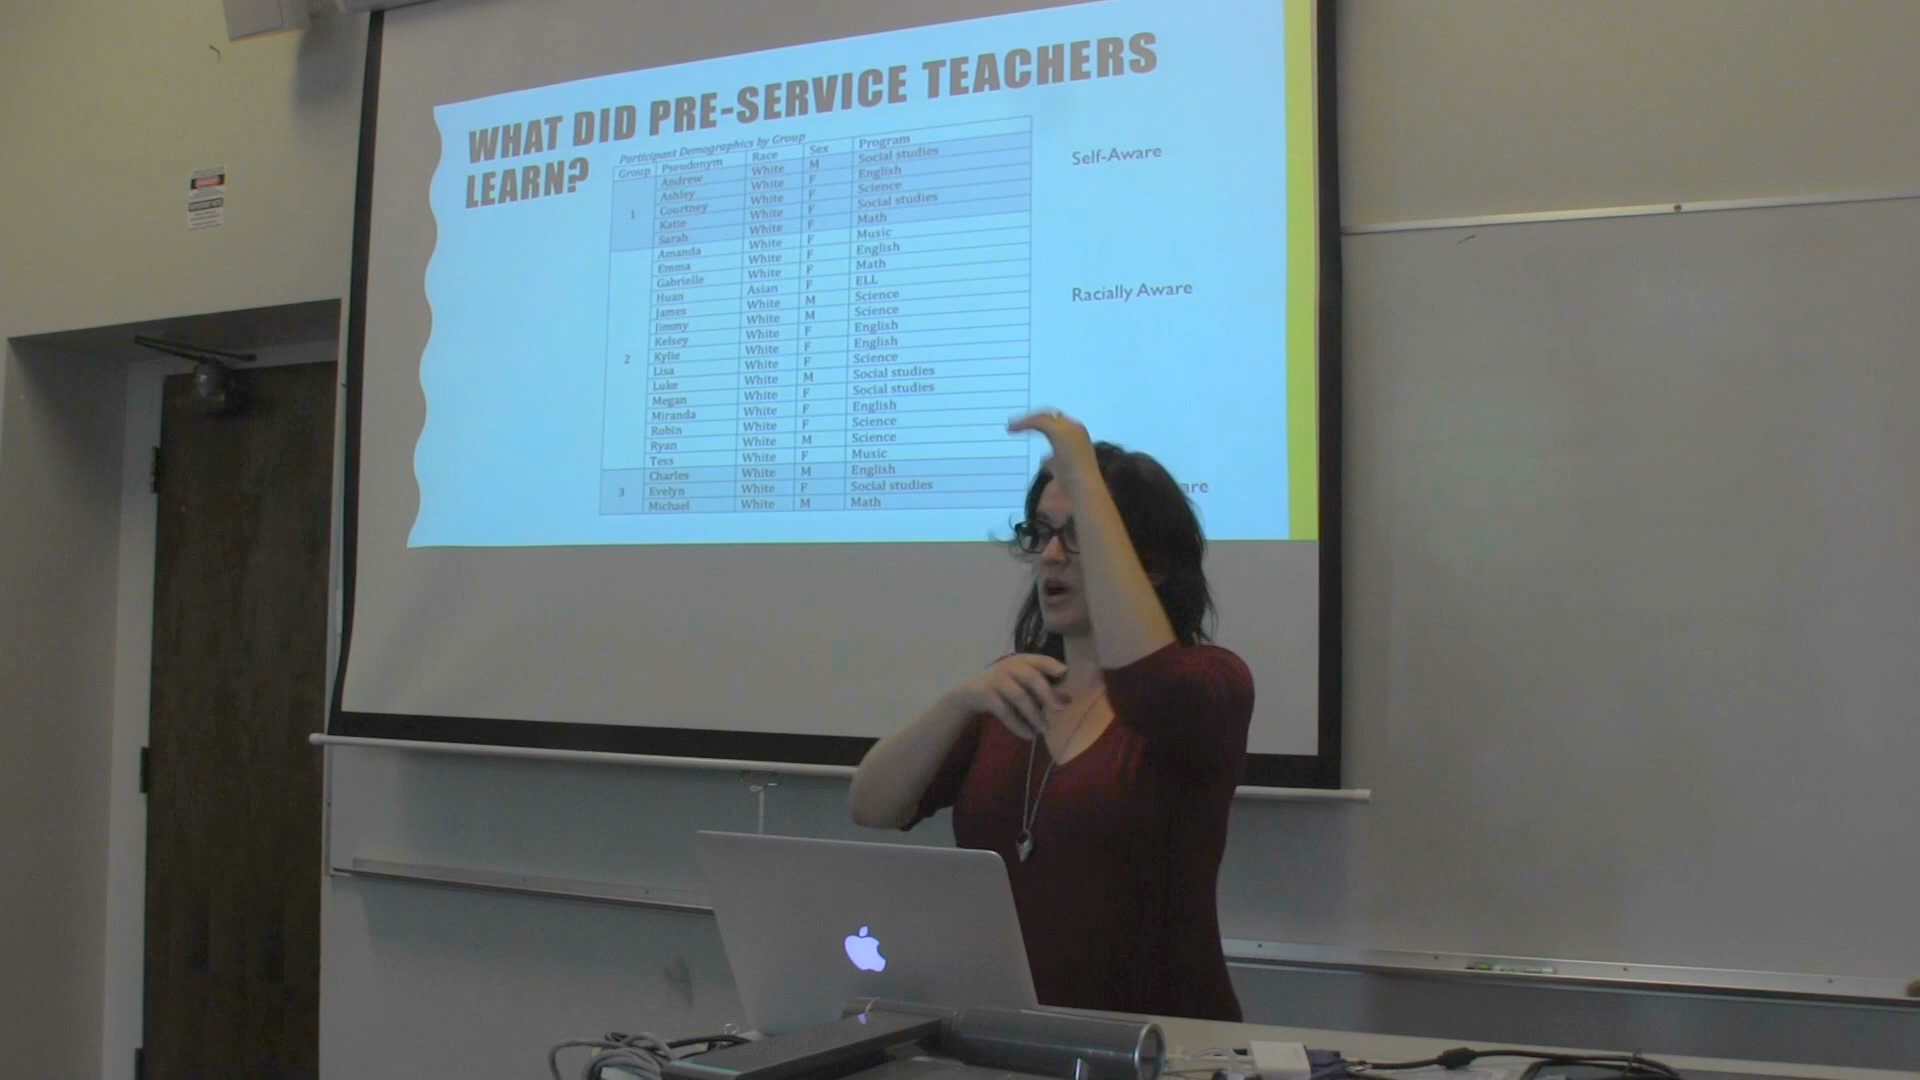 WHAT DID PRE-SERVICE TEACHERS
LEARN?
Participant Demographics by Group
Group Pseudonym Race Sex Program
Andrew White M Social studies
Ashley White F English
1 Courtney White F Science
Katie White F Social studies
Sarah White F Math
Amanda White F Music
Emma White F English
Gabrielle White F Math
Huan Asian F ELL
James White M Science
Jimmy White M Science
Kelsey White F English
2 Kylie White F English
Lisa White F Science
Luke White M Social studies
Megan White F Social studies
Miranda White F English
Robin White F Science
Ryan White M Science
Tess White F Music
Charles White M English
3 Evelyn White F Social studies
Michael White M Math
Self-Aware
Racially Aware